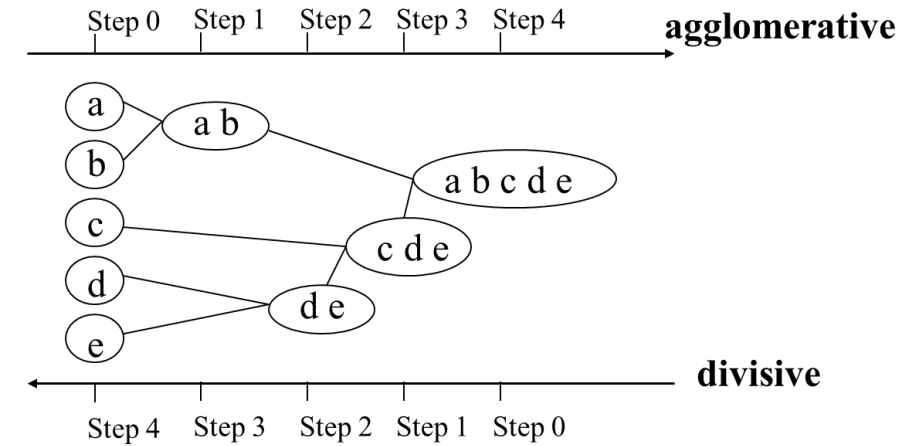 Step 0 Step 1 Step 2 Step 3 Step 4
agglomerative
a
a b
b
a b c d e
c
c d e
d
d e
e
divisive
Step 4 Step 3 Step 2 Step 1 Step 0